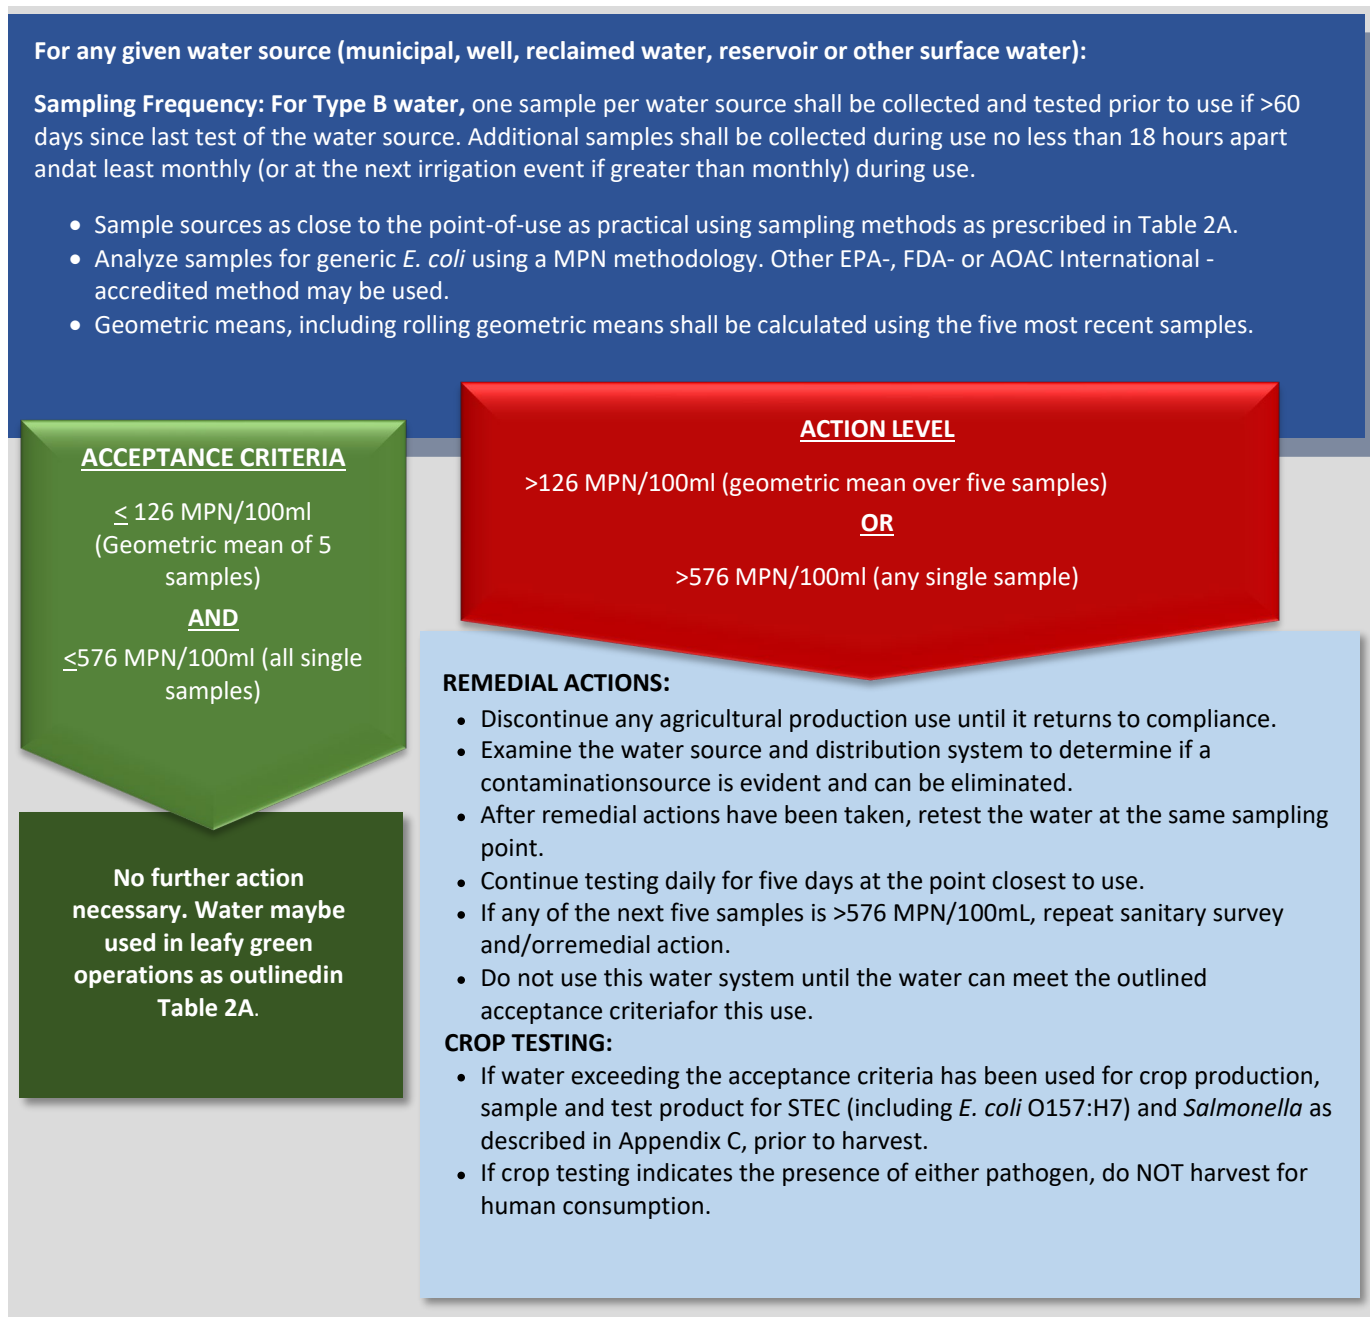 For any given water source (municipal, well, reclaimed water, reservoir or other surface water):
Sampling Frequency: For Type B water, one sample per water source shall be collected and tested prior to use if >60
days since last test of the water source. Additional samples shall be collected during use no less than 18 hours apart
andat least monthly (or at the next irrigation event if greater than monthly) during use.
• Sample sources as close to the point-of-use as practical using sampling methods as prescribed in Table 2A.
• Analyze samples for generic E. coli using a MPN methodology. Other EPA-, FDA- or AOAC International -
accredited method may be used.
• Geometric means, including rolling geometric means shall be calculated using the five most recent samples.
ACCEPTANCE CRITERIA
≤ 126 MPN/100ml
(Geometric mean of 5
samples)
AND
≤576 MPN/100ml (all single
samples)
No further action
necessary. Water maybe
used in leafy green
operations as outlinedin
Table 2A.
ACTION LEVEL
>126 MPN/100ml (geometric mean over five samples)
OR
>576 MPN/100ml (any single sample)
REMEDIAL ACTIONS:
• Discontinue any agricultural production use until it returns to compliance.
• Examine the water source and distribution system to determine if a
contaminationsource is evident and can be eliminated.
• After remedial actions have been taken, retest the water at the same sampling
point.
• Continue testing daily for five days at the point closest to use.
• If any of the next five samples is >576 MPN/100mL, repeat sanitary survey
and/orremedial action.
• Do not use this water system until the water can meet the outlined
acceptance criteriafor this use.
CROP TESTING:
• If water exceeding the acceptance criteria has been used for crop production,
sample and test product for STEC (including E. coli O157:H7) and Salmonella as
described in Appendix C, prior to harvest.
• If crop testing indicates the presence of either pathogen, do NOT harvest for
human consumption.